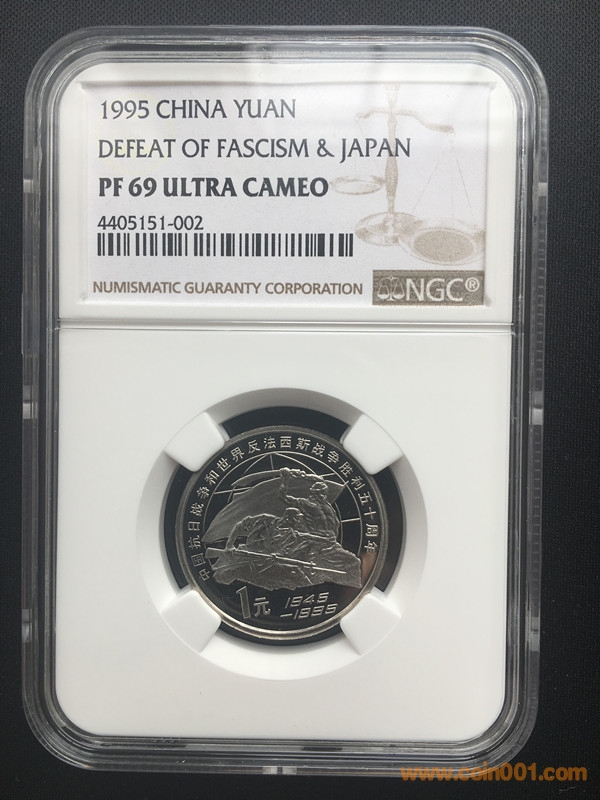 1995 CHINA YUAN
DEFEAT OF FASCISM & JAPAN
PF 69 ULTRA CAMEO
4405151-002
NUMISMATIC GUARANTY CORPORATION
NGC®
中国抗日战争和世界反法西斯战争胜利五十周年
1元
1945
-1995
www.coin001.com